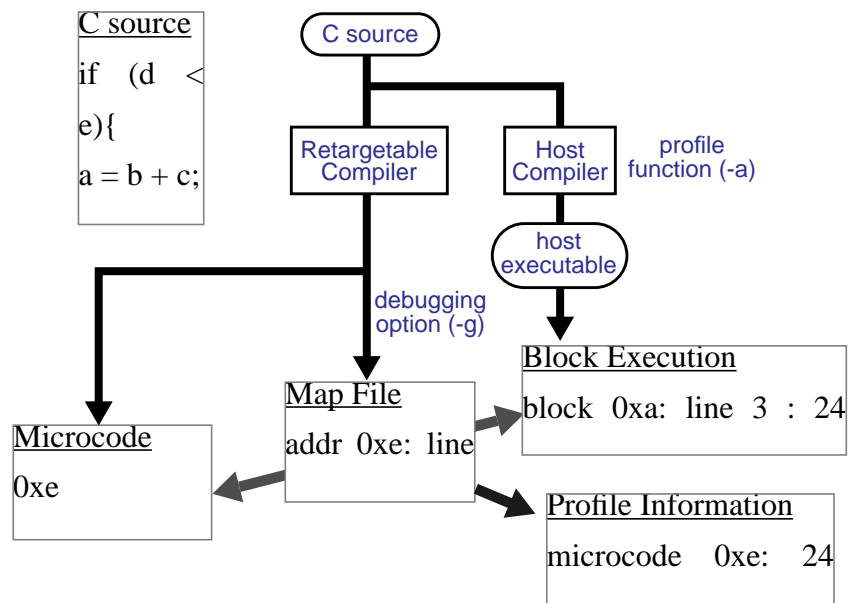 C source
if (d <
e){
a = b + c;
C source
Retargetable
Compiler
Host
Compiler
profile
function (-a)
host
executable
debugging
option (-g)
Block Execution
block 0xa: line 3 : 24
Map File
addr 0xe: line
Microcode
0xe
Profile Information
microcode 0xe: 24